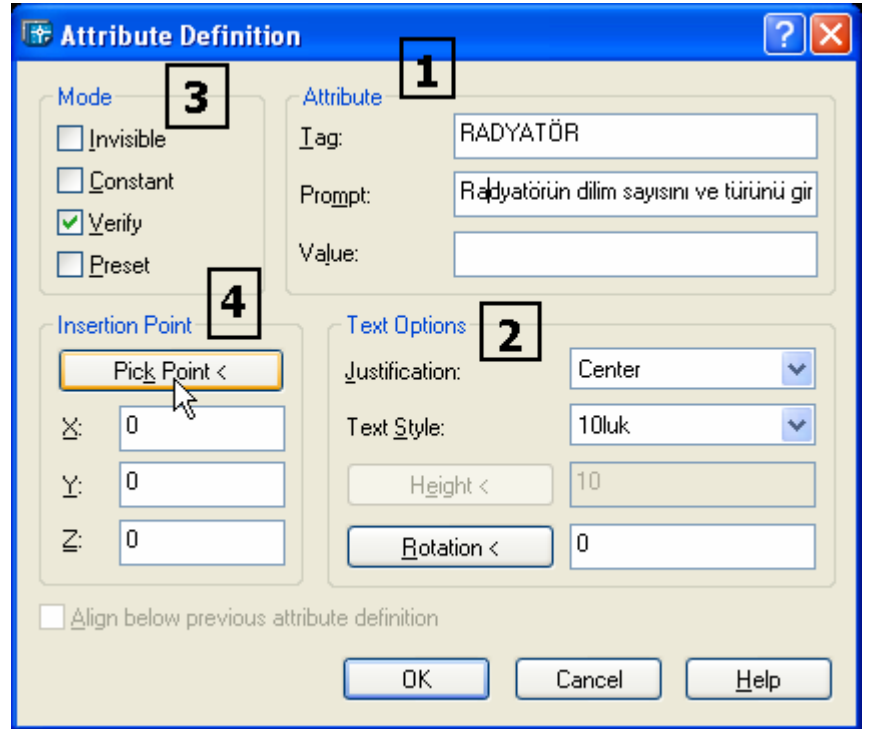 Attribute Definition
1
Mode
3
Invisible
Constant
Verify
Preset
Attribute
Tag:
RADYATÖR
Prompt:
Radyatörün dilim sayısını ve türünü gir
Value:
4
Insertion Point
Pick Point <
X:
0
Y:
0
Z:
0
Text Options
2
Justification:
Center
Text Style:
10luk
Height <
10
Rotation <
0
Align below previous attribute definition
OK
Cancel
Help